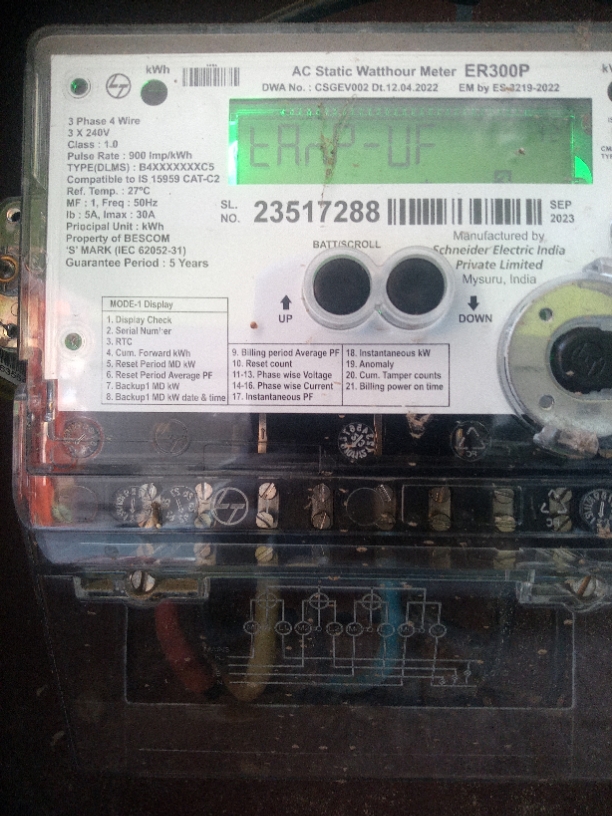 kWh
AC Static Watthour Meter ER300P
DWA No. : CSGEV002 Dt.12.04.2022 EM by ES-3219-2022
3 Phase 4 Wire
3 X 240V
Class : 1.0
Pulse Rate : 900 Imp/kWh
TYPE(DLMS) : B4XXXXXXXC5
Compatible to IS 15959 CAT-C2
Ref. Temp. : 27°C
MF : 1, Freq : 50Hz
Ib : 5A, Imax : 30A
Principal Unit : kWh
Property of BESCOM
'S' MARK (IEC 62052-31)
Guarantee Period : 5 Years
SL. NO. 23517288 SEP 2023
BATT/SCROLL
UP
DOWN
Manufactured by
Schneider Electric India
Private Limited
Mysuru, India
MODE-1 Display
1. Display Check
2. Serial Number
3. RTC
4. Cum. Forward kWh
5. Reset Period MD kW
6. Reset Period Average PF
7. Backup1 MD kW
8. Backup1 MD kW date & time
9. Billing period Average PF
10. Reset count
11-13. Phase wise Voltage
14-16. Phase wise Current
17. Instantaneous PF
18. Instantaneous kW
19. Anomaly
20. Cum. Tamper counts
21. Billing power on time